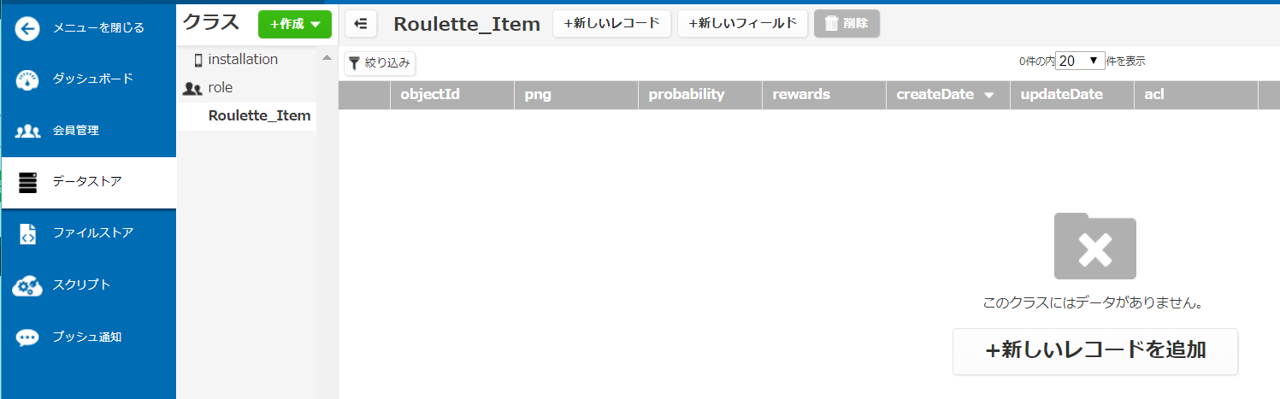 メニューを閉じる
ダッシュボード
会員管理
データストア
ファイルストア
スクリプト
プッシュ通知
クラス
+作成
installation
role
Roulette_Item
Roulette_Item
+新しいレコード
+新しいフィールド
削除
絞り込み
0件の内 20 件を表示
objectId png probability rewards createDate updateDate acl
このクラスにはデータがありません。
+新しいレコードを追加